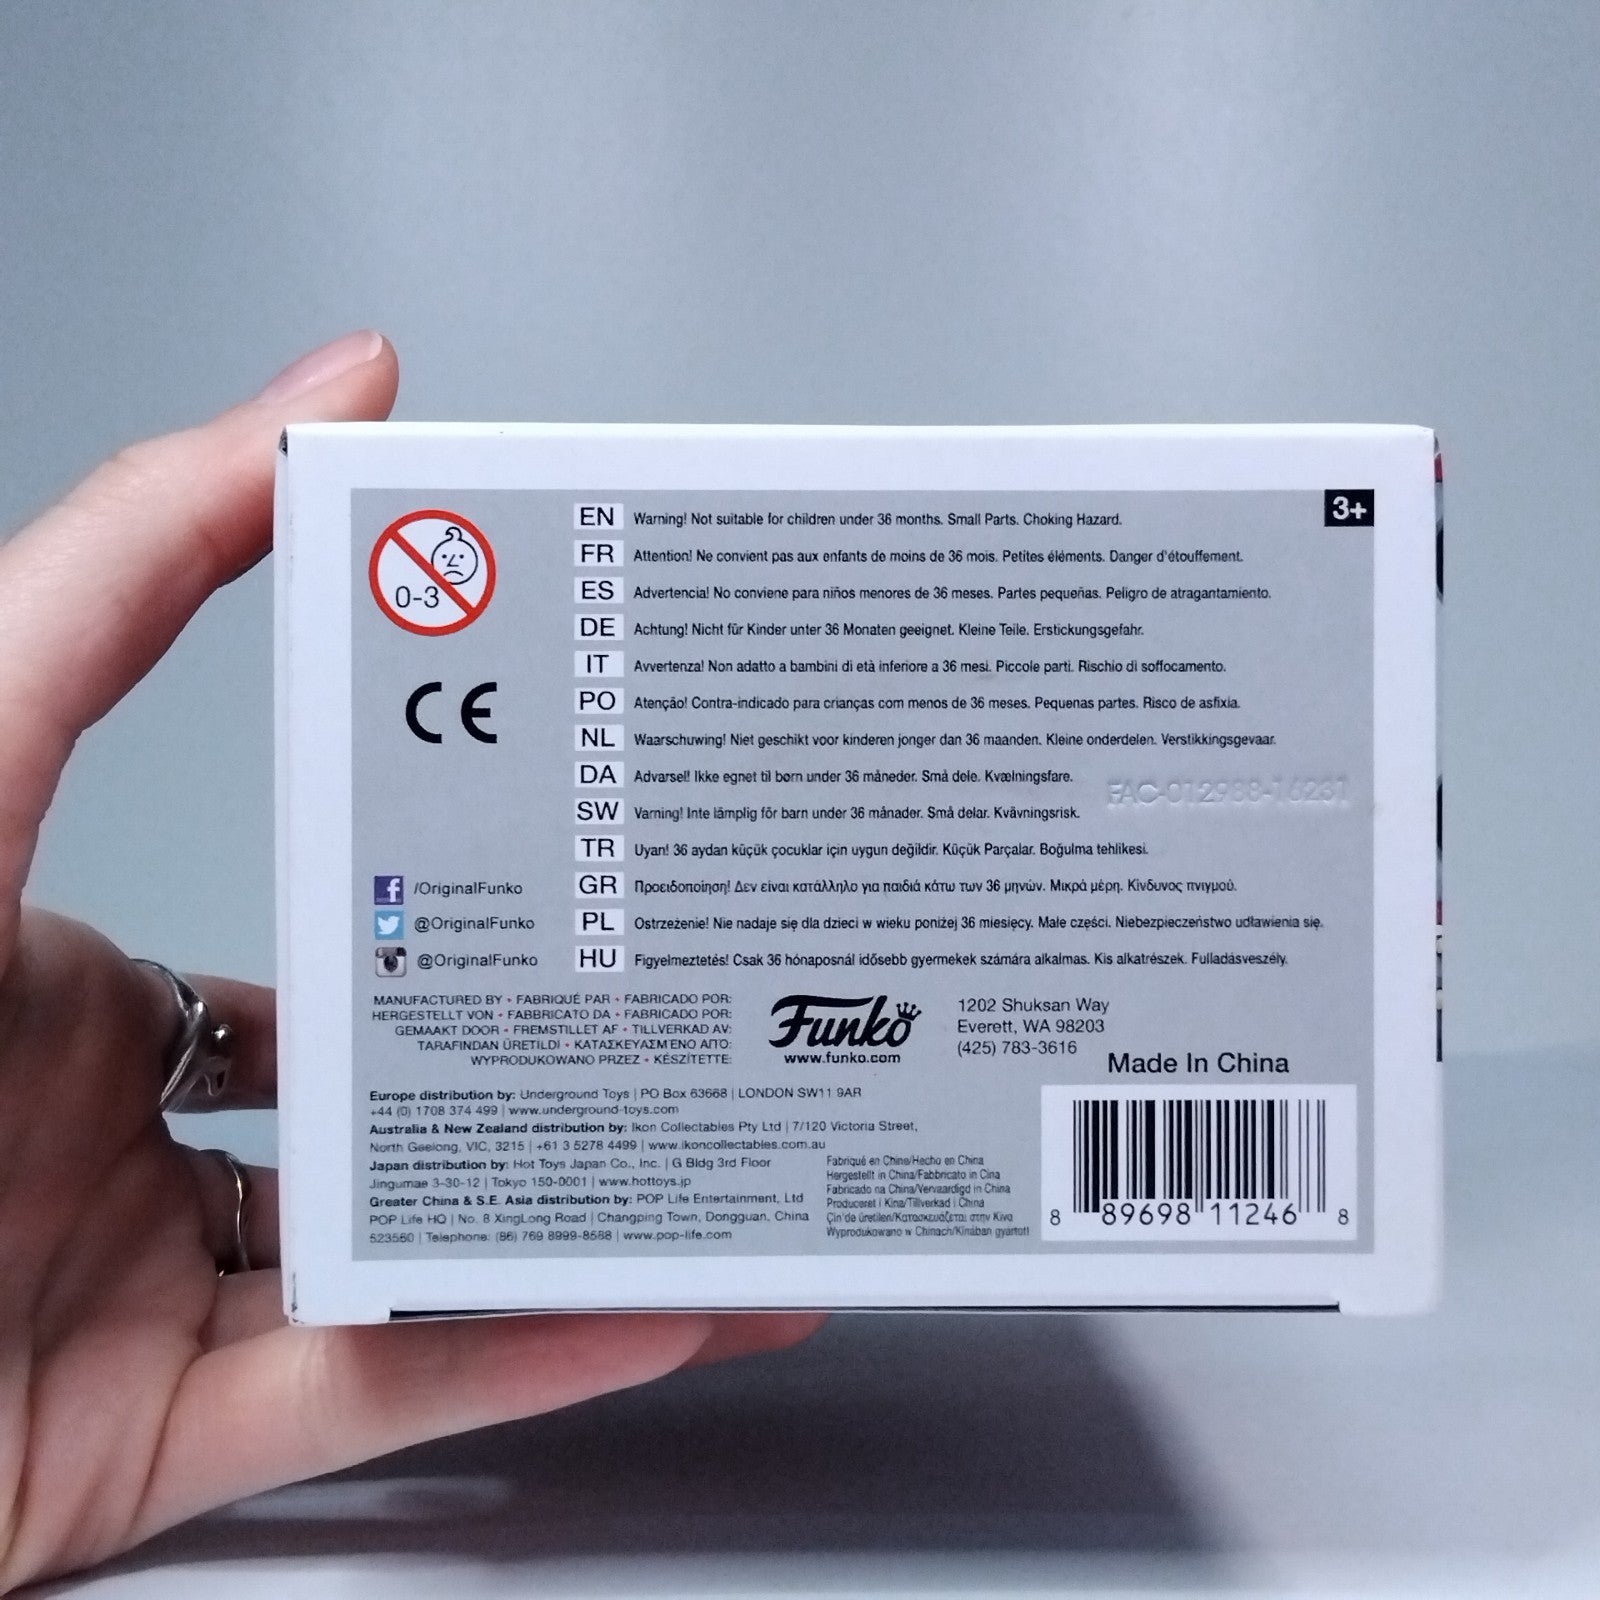 3+
0-3
EN Warning! Not suitable for children under 36 months. Small Parts. Choking Hazard.
FR Attention! Ne convient pas aux enfants de moins de 36 mois. Petites éléments. Danger d'étouffement.
ES Advertencia! No conviene para niños menores de 36 meses. Partes pequeñas. Peligro de atragantamiento.
DE Achtung! Nicht für Kinder unter 36 Monaten geeignet. Kleine Teile. Erstickungsgefahr.
IT Avvertenza! Non adatto a bambini di età inferiore a 36 mesi. Piccole parti. Rischio di soffocamento.
PO Atenção! Contra-indicado para crianças com menos de 36 meses. Pequenas partes. Risco de asfixia.
NL Waarschuwing! Niet geschikt voor kinderen jonger dan 36 maanden. Kleine onderdelen. Verstikkingsgevaar.
DA Advarsel! Ikke egnet til børn under 36 måneder. Små dele. Kvælningsfare.
SW Varning! Inte lämplig för barn under 36 månader. Små delar. Kvävningsrisk.
TR Uyan! 36 aydan küçük çocuklar için uygun değildir. Küçük Parçalar. Boğulma tehlikesi.
GR Προειδοποίηση! Δεν είναι κατάλληλο για παιδιά κάτω των 36 μηνών. Μικρά μέρη. Κίνδυνος πνιγμού.
PL Ostrzeżenie! Nie nadaje się dla dzieci w wieku poniżej 36 miesięcy. Małe części. Niebezpieczeństwo udławienia się.
HU Figyelmeztetés! Csak 36 hónaposnál idősebb gyermekek számára alkalmas. Kis alkatrészek. Fulladásveszély.
FAC-012988-16231
CE
/OriginalFunko
@OriginalFunko
@OriginalFunko
MANUFACTURED BY • FABRIQUÉ PAR • FABRICADO POR:
HERGESTELLT VON • FABBRICATO DA • FABRICADO POR:
GEMAAKT DOOR • FREMSTILLET AF • TILLVERKAD AV:
TARAFINDAN ÜRETILDI • ΚΑΤΑΣΚΕΥΑΣΜΈΝΟ ΑΠΌ:
WYPRODUKOWANO PRZEZ • KÉSZÍTETTE:
Funko
www.funko.com
1202 Shuksan Way
Everett, WA 98203
(425) 783-3616
Made In China
Europe distribution by: Underground Toys | PO Box 63668 | LONDON SW11 9AR
+44 (0) 1708 374 499 | www.underground-toys.com
Australia & New Zealand distribution by: Ikon Collectables Pty Ltd | 7/120 Victoria Street,
North Geelong, VIC, 3215 | +61 3 5278 4499 | www.ikoncollectables.com.au
Japan distribution by: Hot Toys Japan Co., Inc. | G Bldg 3rd Floor
Jingumae 3-30-12 | Tokyo 150-0001 | www.hottoys.jp
Greater China & S.E. Asia distribution by: POP Life Entertainment, Ltd
POP Life HQ | No. 8 XingLong Road | Changping Town, Dongguan, China
523560 | Telephone: (86) 769 8999-8588 | www.pop-life.com
Fabriqué en Chine/Hecho en China
Hergestellt in China/Fabbricato in Cina
Fabricado na China/Vervaardigd in China
Produceret i Kina/Tillverkad i China
Çin'de üretilen/Κατασκευάζεται στην Κίνα
Wyprodukowano w Chinach/Kínában gyártott
8 89698 11246 8